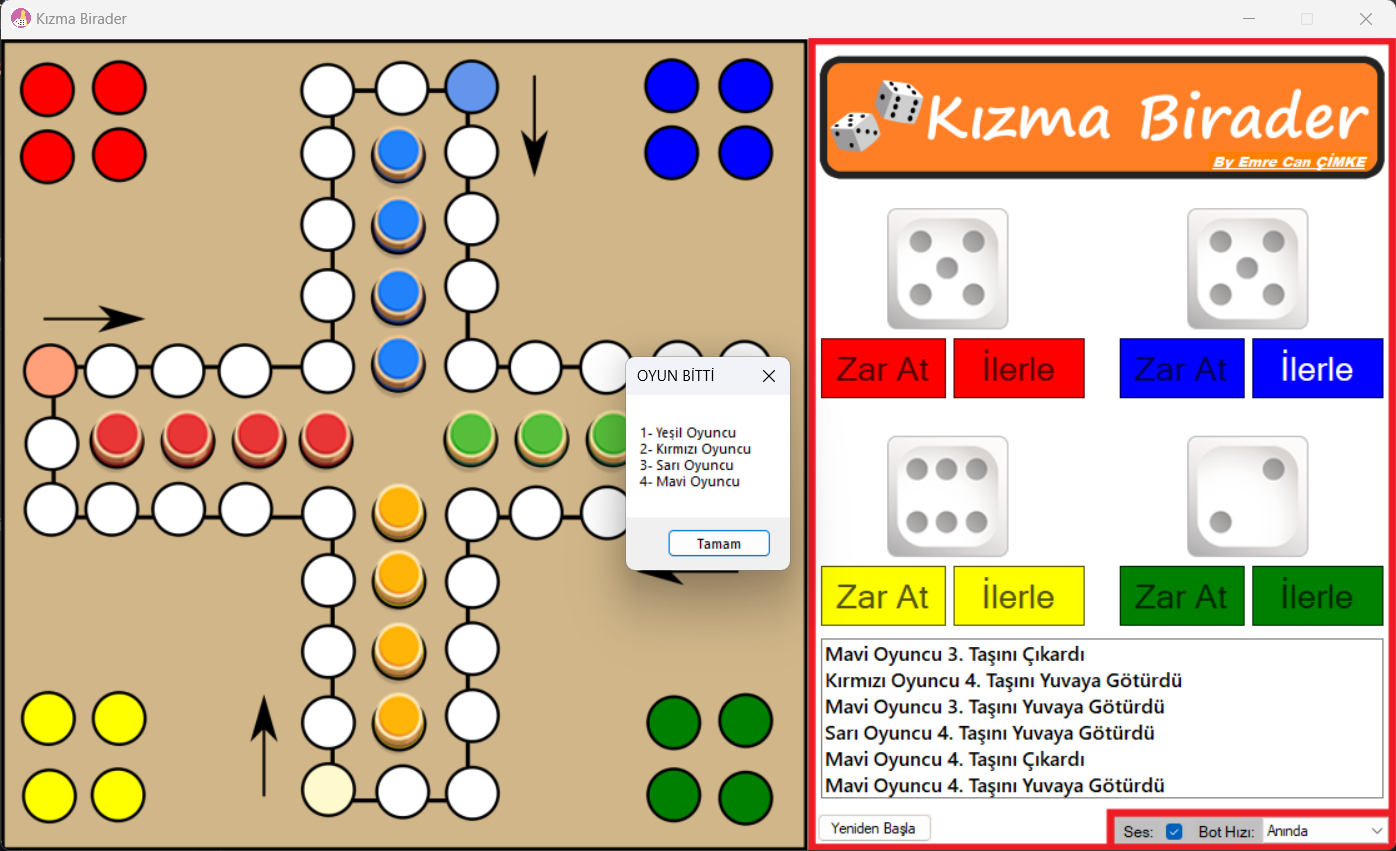 Kızma Birader
Kızma Birader
By Emre Can ÇİMKE
Zar At
İlerle
Zar At
İlerle
OYUN BİTTİ
1- Yeşil Oyuncu
2- Kırmızı Oyuncu
3- Sarı Oyuncu
4- Mavi Oyuncu
Tamam
Zar At
İlerle
Zar At
İlerle
Mavi Oyuncu 3. Taşını Çıkardı
Kırmızı Oyuncu 4. Taşını Yuvaya Götürdü
Mavi Oyuncu 3. Taşını Yuvaya Götürdü
Sarı Oyuncu 4. Taşını Yuvaya Götürdü
Mavi Oyuncu 4. Taşını Çıkardı
Mavi Oyuncu 4. Taşını Yuvaya Götürdü
Yeniden Başla
Ses:
Bot Hızı:
Anında